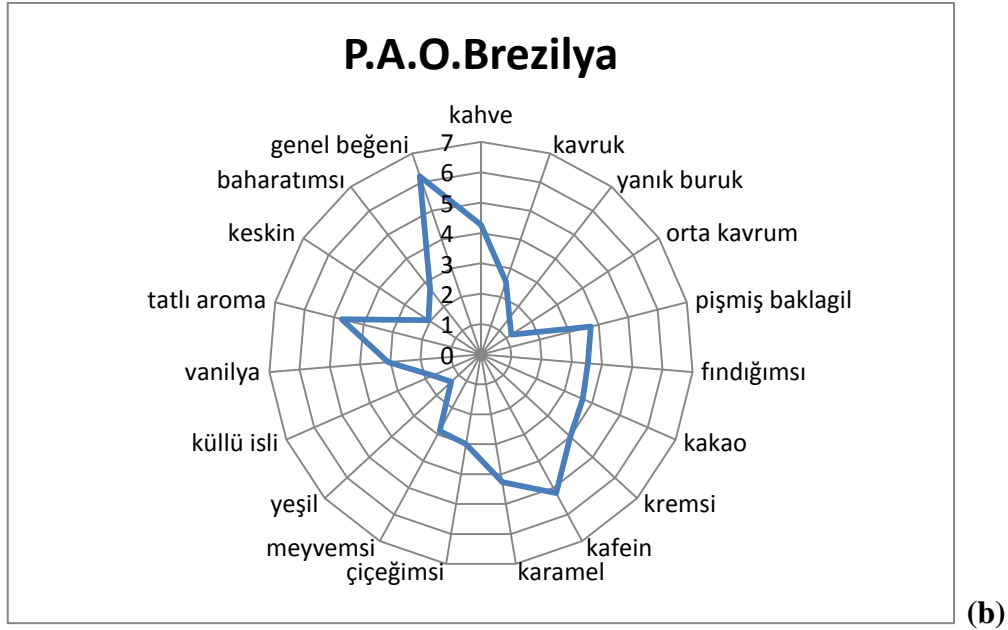 P.A.O.Brezilya
kahve
kavruk
yanık buruk
orta kavrum
pişmiş baklagil
fındığımsı
kakao
kremsi
kafein
karamel
çiçeğimsi
meyvemsi
yeşil
küllü isli
vanilya
tatlı aroma
keskin
baharatımsı
genel beğeni
7
6
5
4
3
2
1
0
(b)